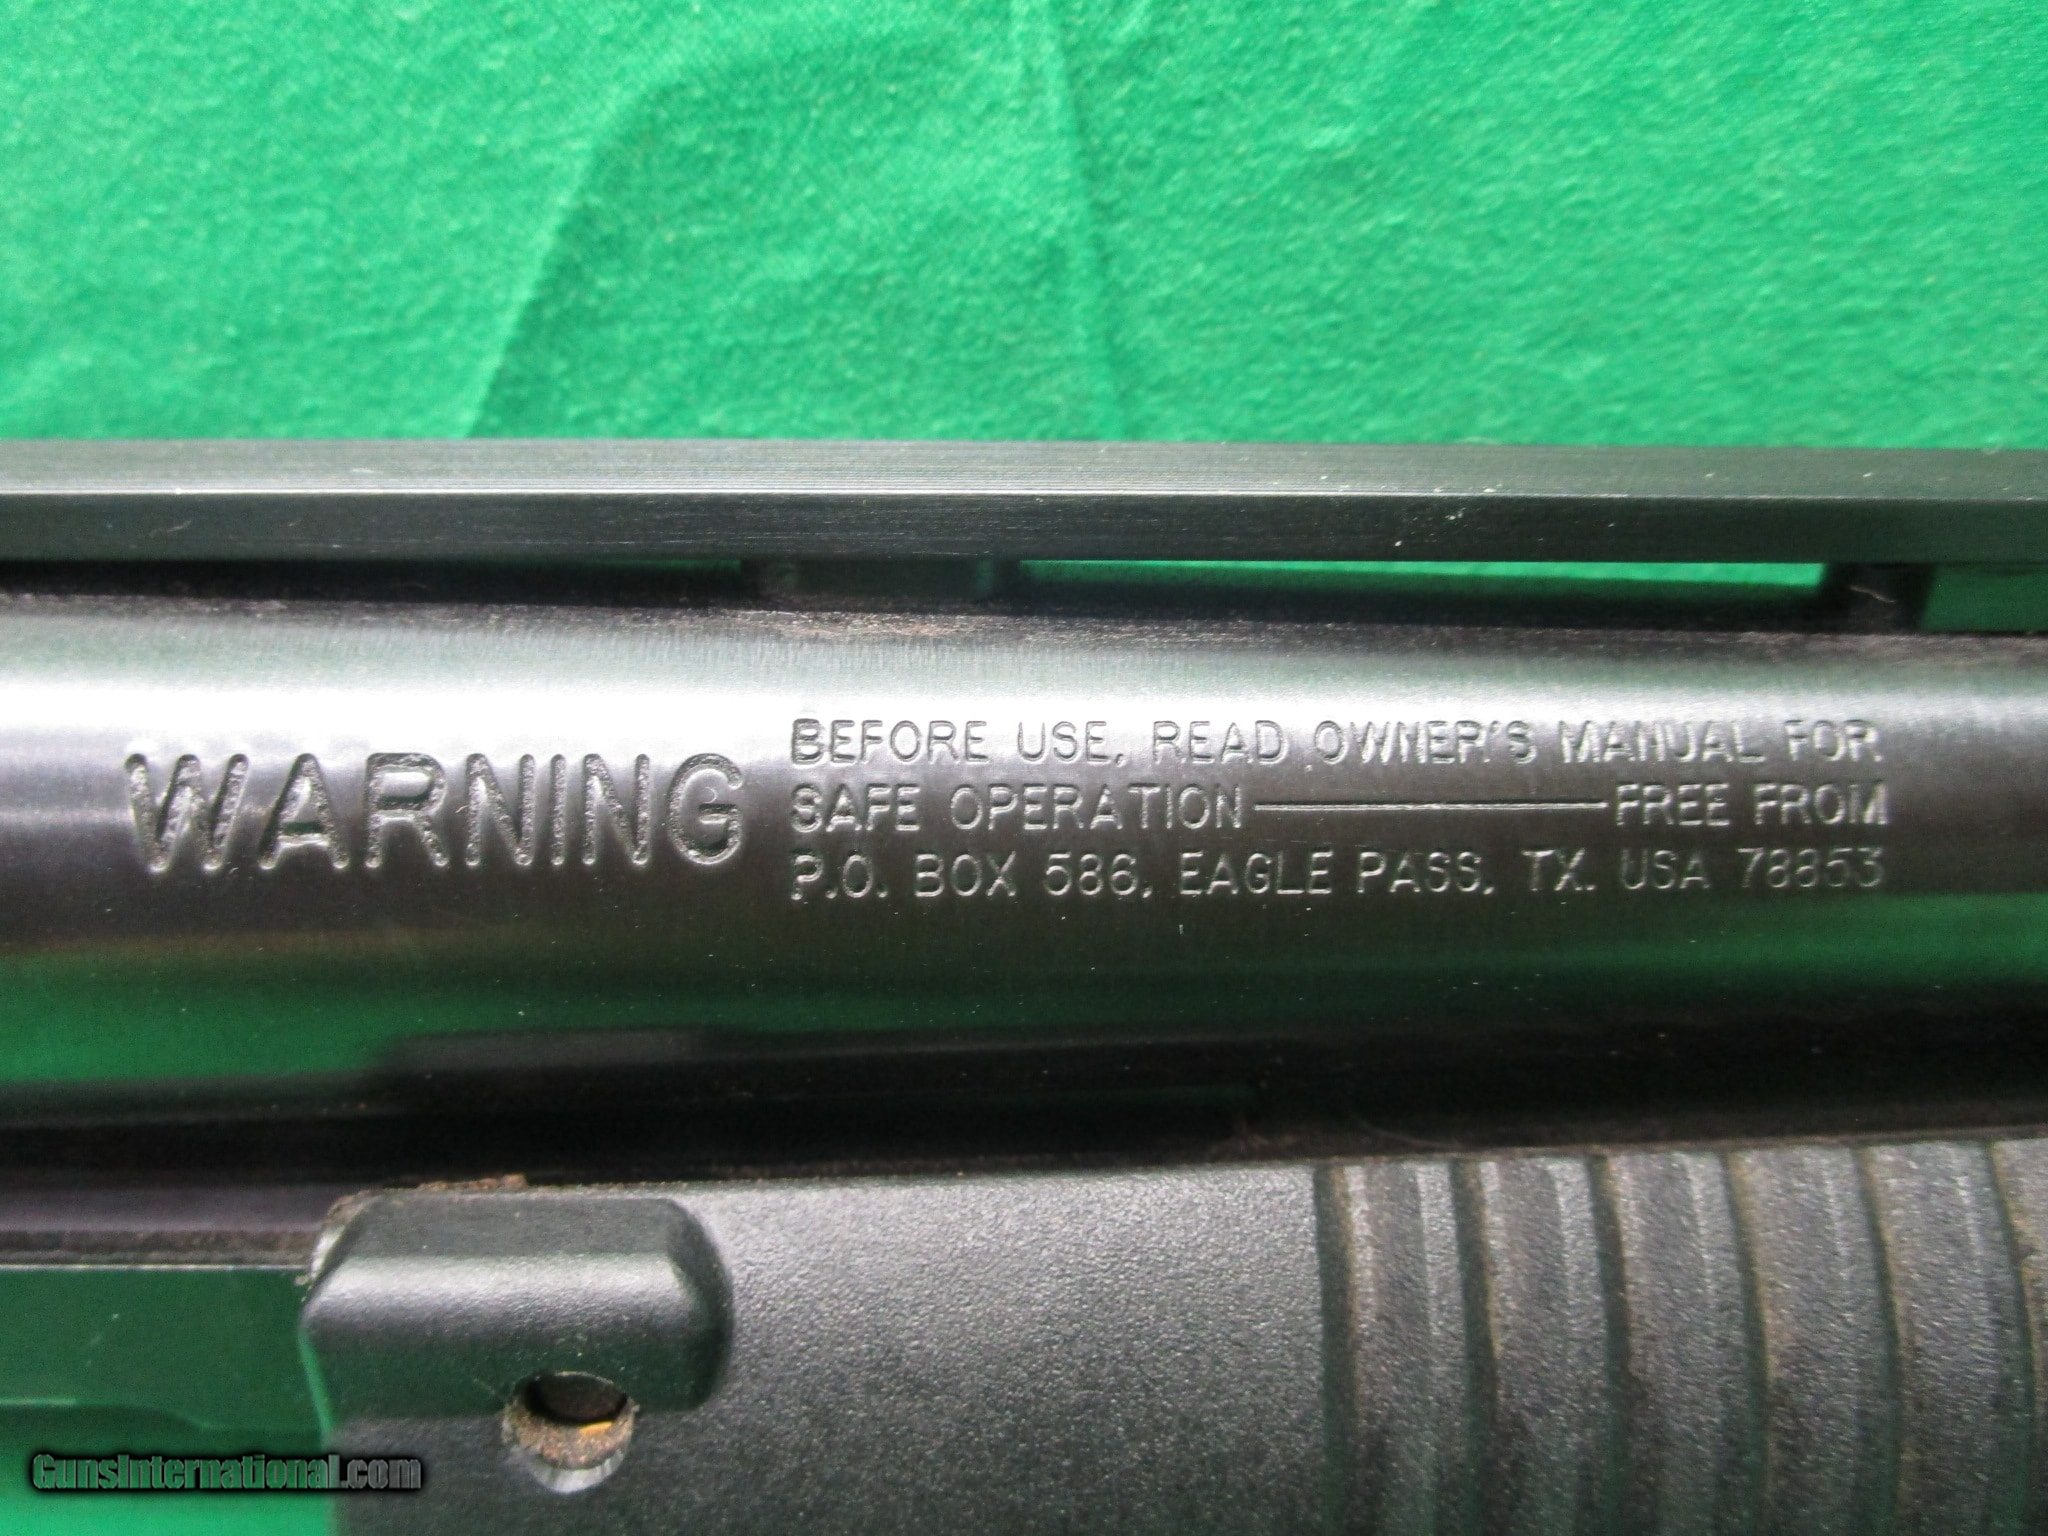 WARNING
BEFORE USE, READ OWNER'S MANUAL FOR
SAFE OPERATION——————FREE FROM
P.O. BOX 586, EAGLE PASS, TX. USA 78853
GunsInternational.com